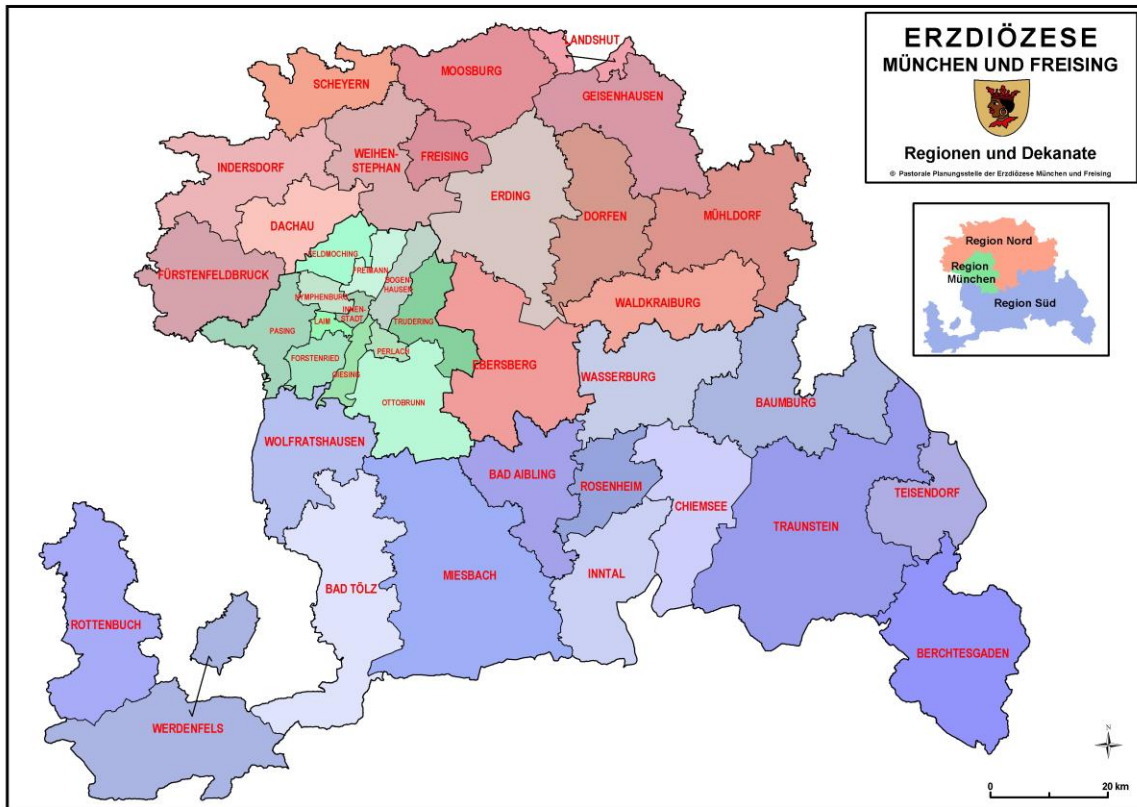 ERZDIÖZESE
MÜNCHEN UND FREISING
Regionen und Dekanate
© Pastorale Planungsstelle der Erzdiözese München und Freising
Region Nord
Region
München
Region Süd
LANDSHUT
MOOSBURG
SCHEYERN
GEISENHAUSEN
WEIHEN-
STEPHAN
FREISING
INDERSDORF
ERDING
DORFEN
MÜHLDORF
DACHAU
FELDMOCHING
FREIMANN
FÜRSTENFELDBRUCK
BOGEN-
HAUSEN
NYMPHENBURG
INNEN-
STADT
WALDKRAIBURG
LAIM
TRUDERING
PASING
PERLACH
FORSTENRIED
EBERSBERG
GIESING
WASSERBURG
OTTOBRUNN
BAUMBURG
WOLFRATSHAUSEN
BAD AIBLING
ROSENHEIM
TEISENDORF
CHIEMSEE
TRAUNSTEIN
INNTAL
MIESBACH
BAD TÖLZ
ROTTENBUCH
BERCHTESGADEN
WERDENFELS
N
0 20 km